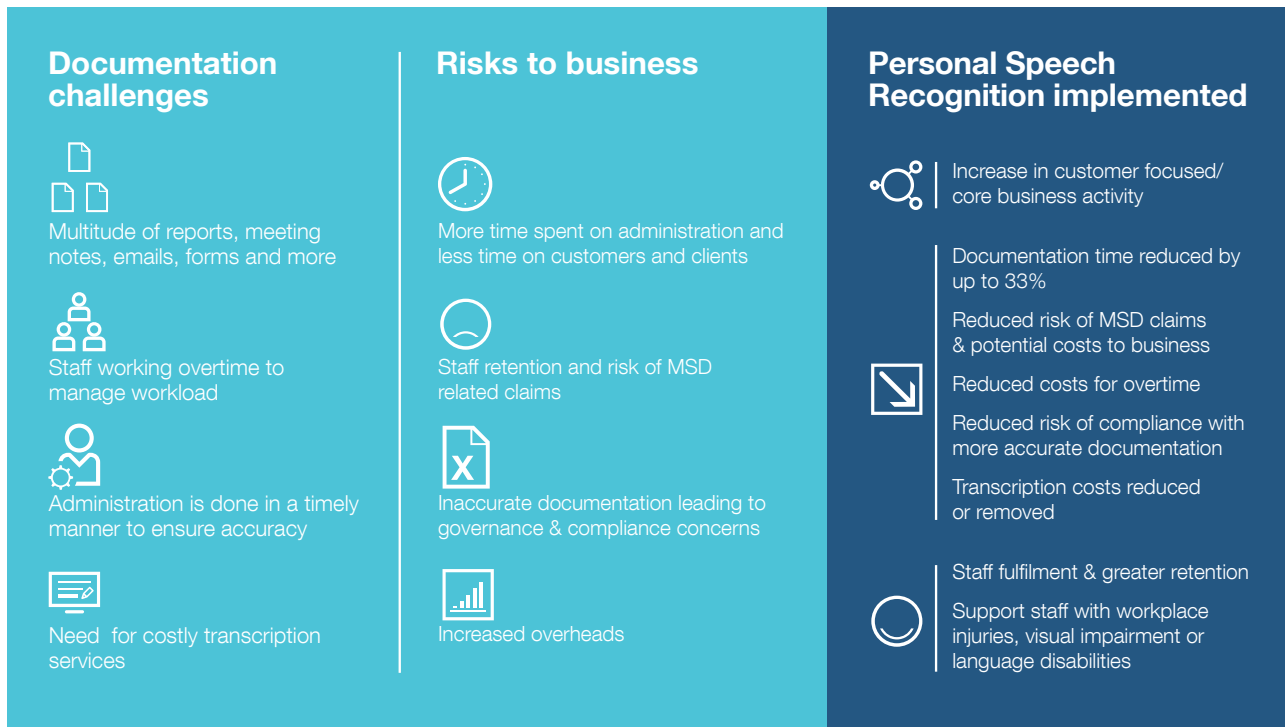 Documentation
challenges
Multitude of reports, meeting
notes, emails, forms and more
Staff working overtime to
manage workload
Administration is done in a timely
manner to ensure accuracy
Need for costly transcription
services
Risks to business
More time spent on administration and
less time on customers and clients
Staff retention and risk of MSD
related claims
X
Inaccurate documentation leading to
governance & compliance concerns
Increased overheads
Personal Speech
Recognition implemented
Increase in customer focused/
core business activity
Documentation time reduced by
up to 33%
Reduced risk of MSD claims
& potential costs to business
Reduced costs for overtime
Reduced risk of compliance with
more accurate documentation
Transcription costs reduced
or removed
Staff fulfilment & greater retention
Support staff with workplace
injuries, visual impairment or
language disabilities